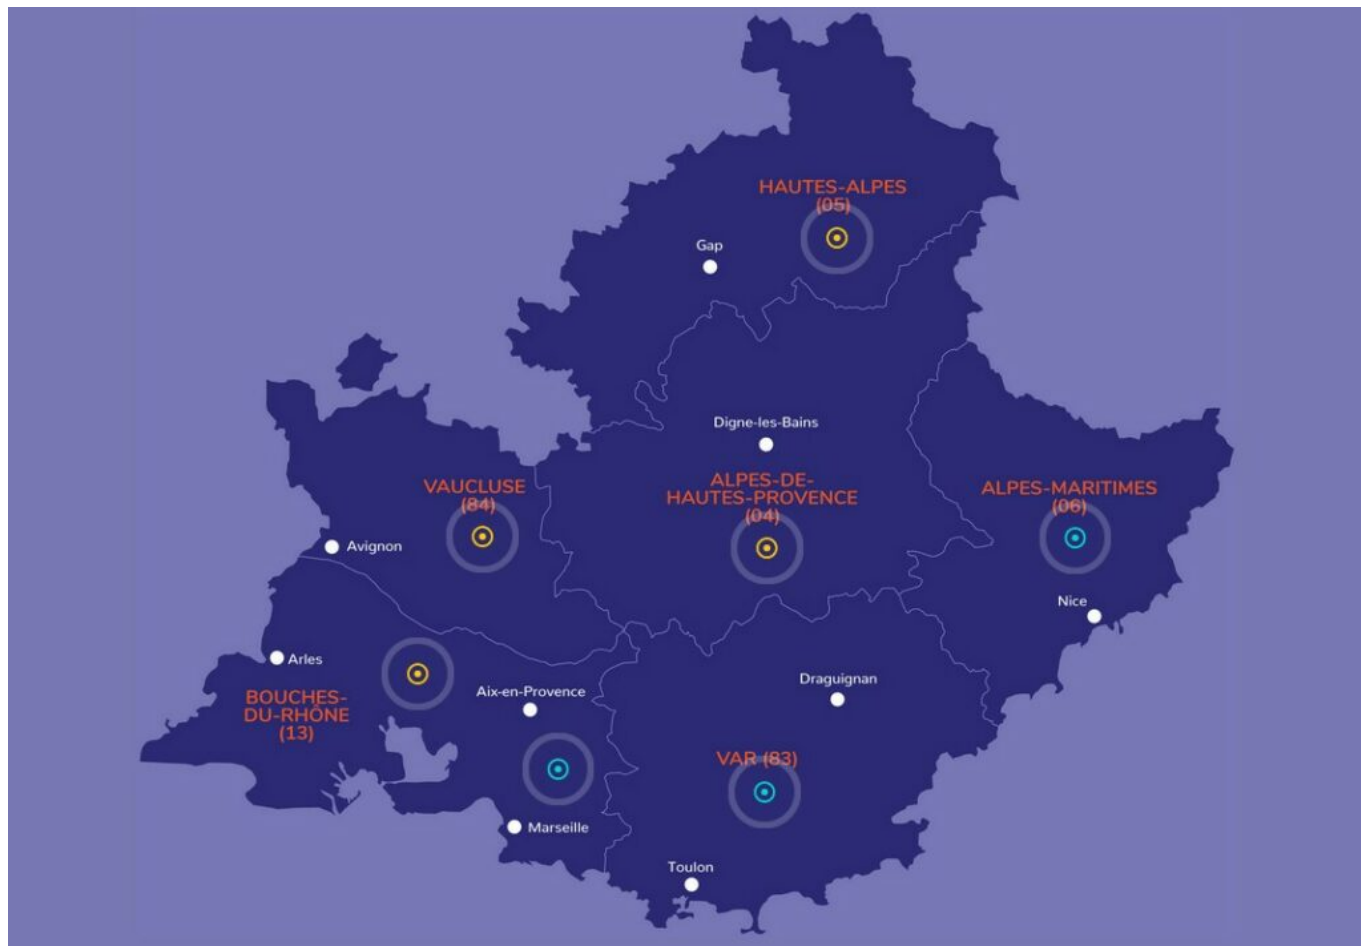 HAUTES-ALPES
(05)
Gap
Digne-les-Bains
ALPES-DE-
HAUTES-PROVENCE
(04)
VAUCLUSE
(84)
ALPES-MARITIMES
(06)
Avignon
Nice
Arles
BOUCHES-
DU-RHÔNE
(13)
Aix-en-Provence
Draguignan
VAR (83)
Marseille
Toulon